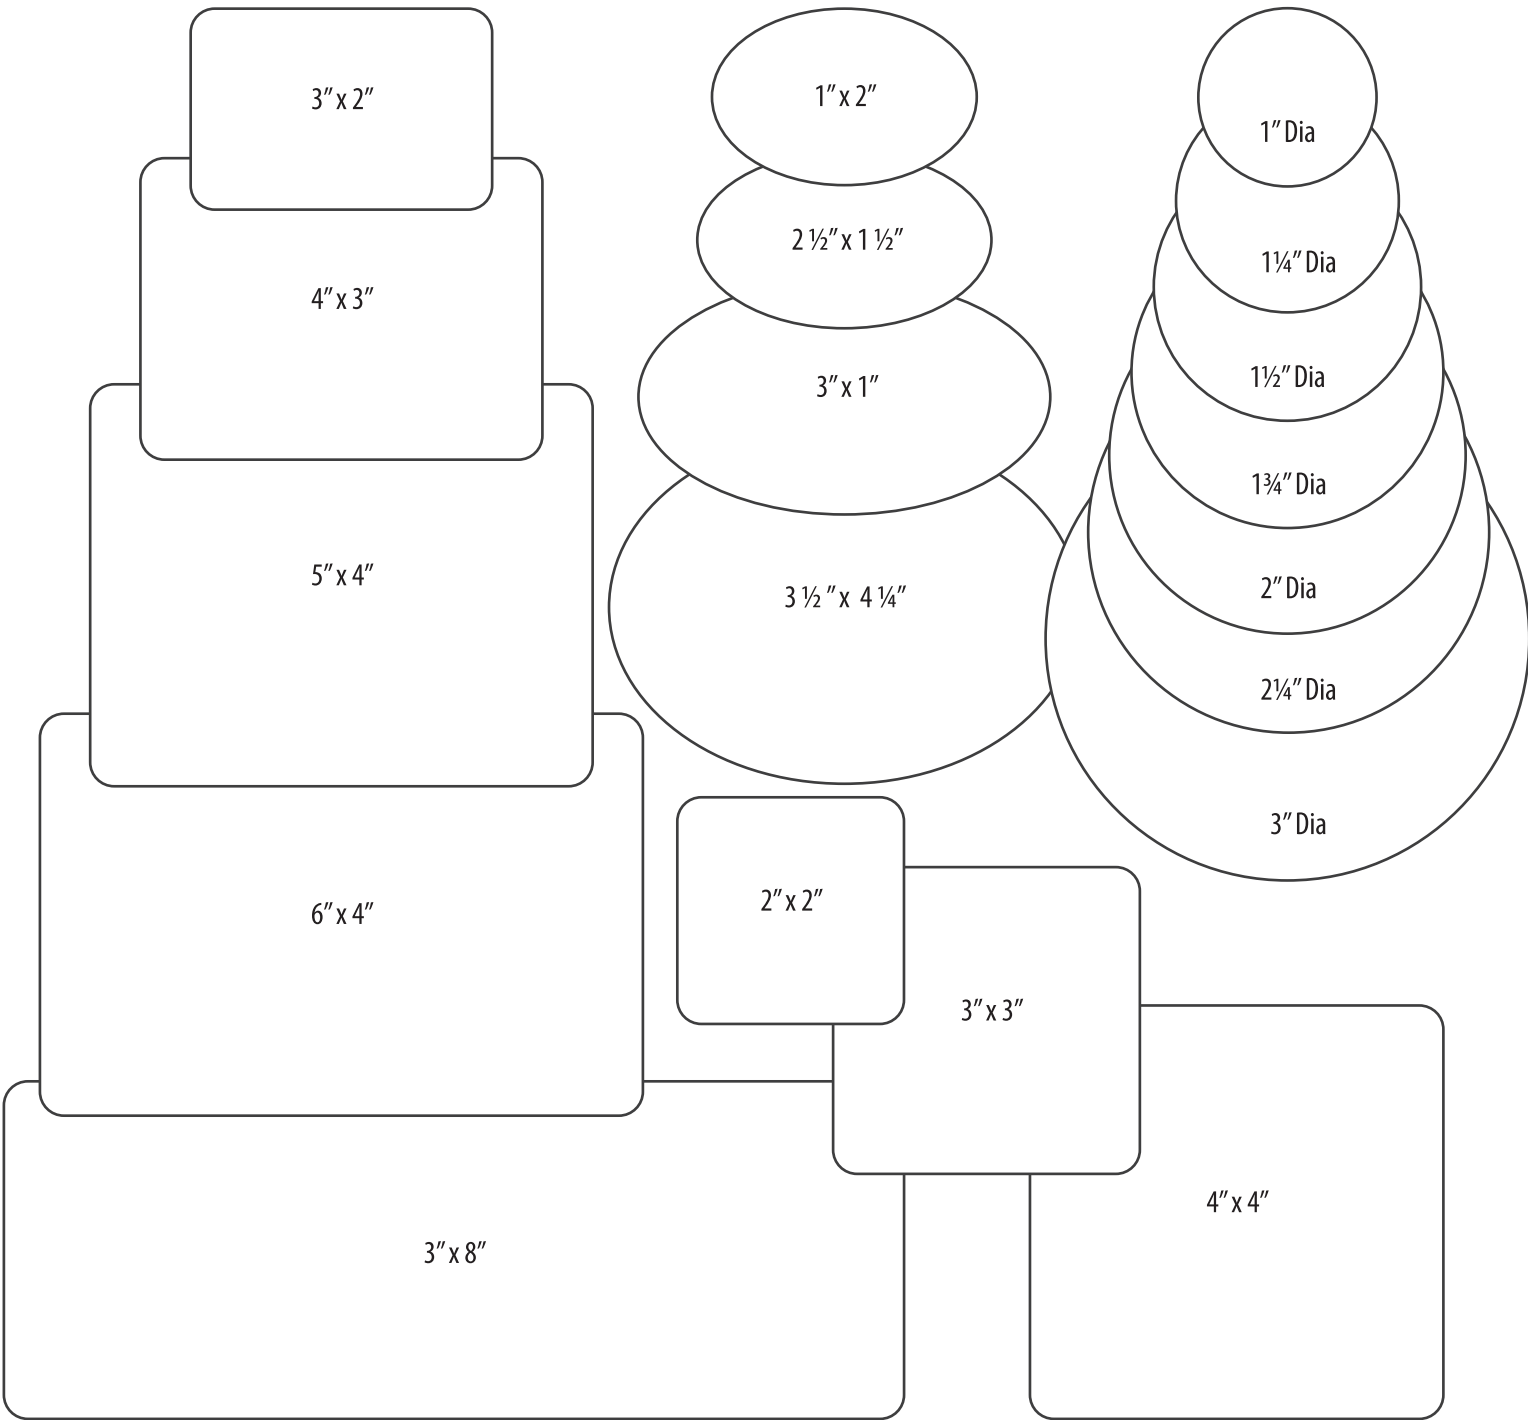 3” x 2”
4” x 3”
5” x 4”
6” x 4”
3” x 8”
1” x 2”
2 ½” x 1 ½”
3” x 1”
3 ½ ” x 4 ¼”
1” Dia
1¼” Dia
1½” Dia
1¾” Dia
2” Dia
2¼” Dia
3” Dia
2” x 2”
3” x 3”
4” x 4”